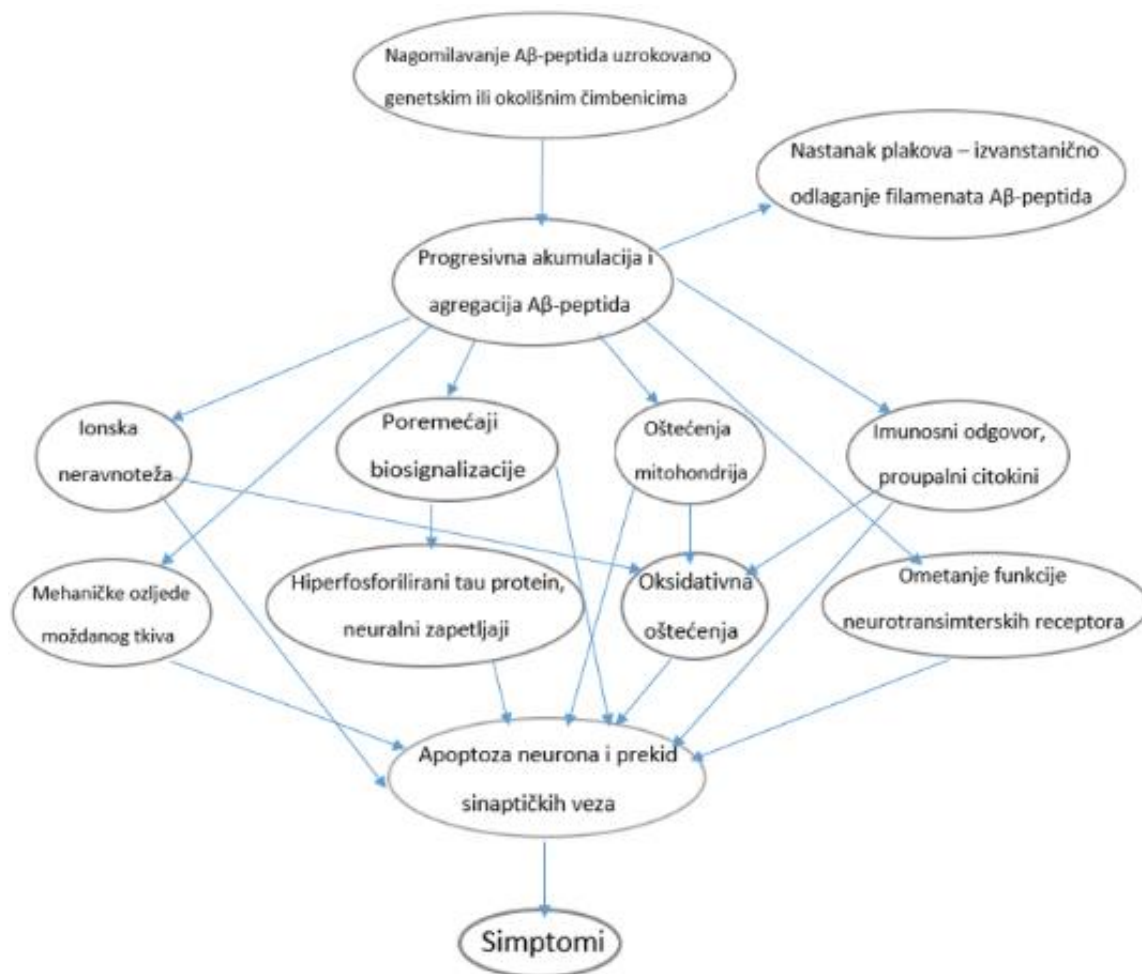 Nagomilavanje Aβ-peptida uzrokovano
genetskim ili okolišnim čimbenicima
Nastanak plakova – izvanstanično
odlaganje filamenata Aβ-peptida
Progresivna akumulacija i
agregacija Aβ-peptida
Ionska
neravnoteža
Poremećaji
biosignalizacije
Oštećenja
mitohondrija
Imunosni odgovor,
proupalni citokini
Mehaničke ozljede
moždanog tkiva
Hiperfosforilirani tau protein,
neuralni zapetljaji
Oksidativna
oštećenja
Ometanje funkcije
neurotransimterskih receptora
Apoptoza neurona i prekid
sinaptičkih veza
Simptomi